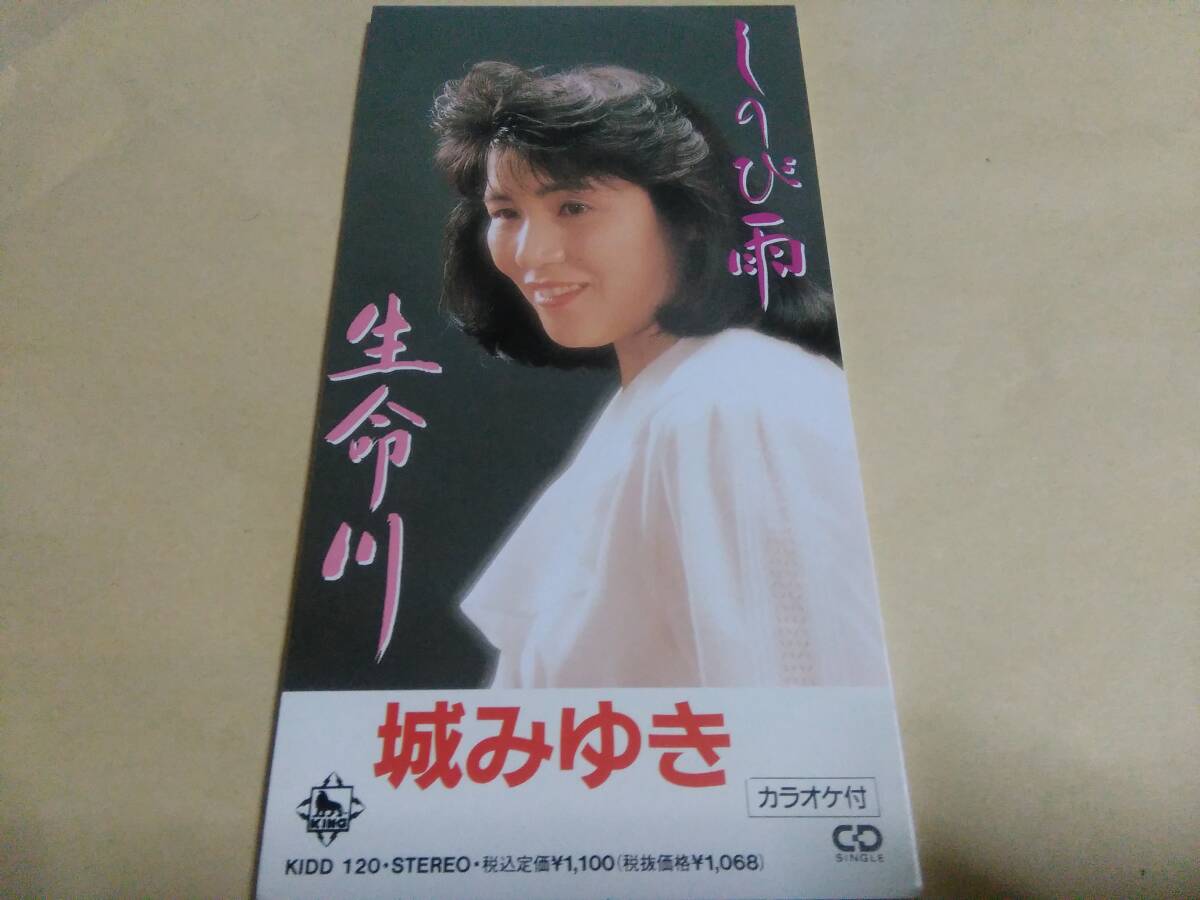 しのび雨
生命川
城みゆき
カラオケ付
KING
CD
SINGLE
KIDD 120・STEREO・税込定価¥1,100(税抜価格¥1,068)